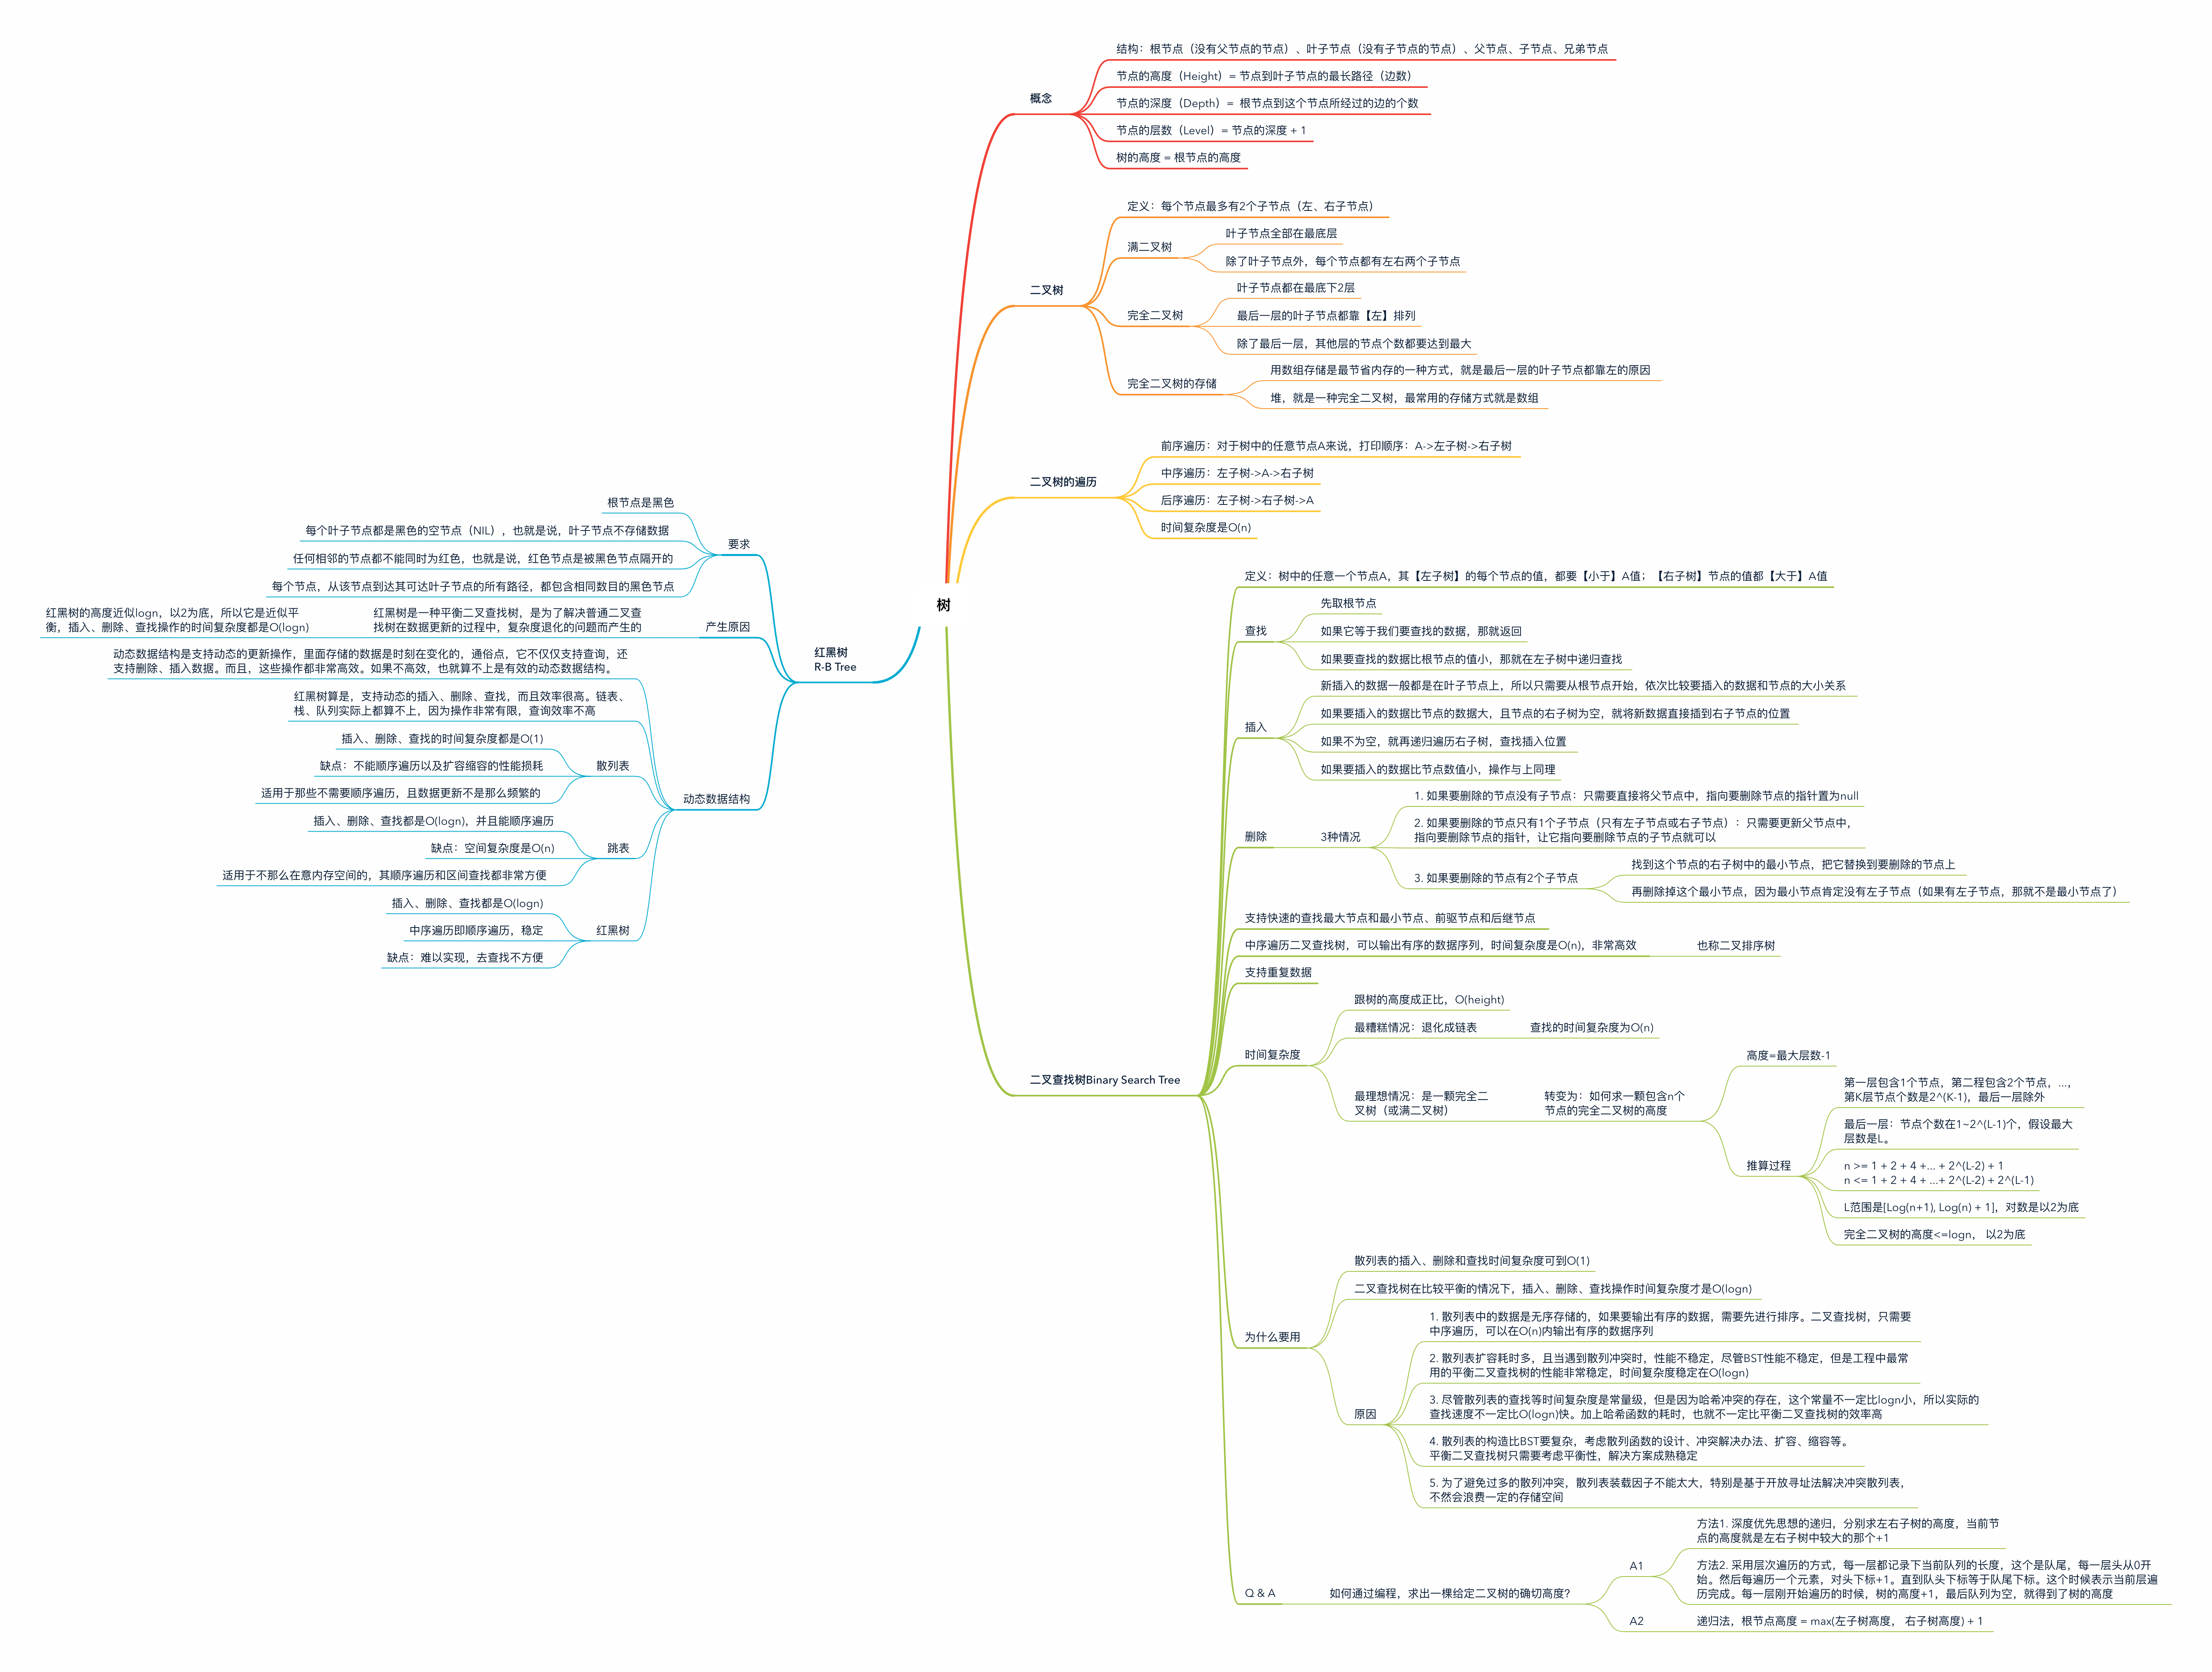 树
概念
结构：根节点（没有父节点的节点）、叶子节点（没有子节点的节点）、父节点、子节点、兄弟节点
节点的高度（Height）= 节点到叶子节点的最长路径（边数）
节点的深度（Depth）= 根节点到这个节点所经过的边的个数
节点的层数（Level）= 节点的深度 + 1
树的高度 = 根节点的高度
二叉树
定义：每个节点最多有2个子节点（左、右子节点）
满二叉树
叶子节点全部在最底层
除了叶子节点外，每个节点都有左右两个子节点
完全二叉树
叶子节点都在最底下2层
最后一层的叶子节点都靠【左】排列
除了最后一层，其他层的节点个数都要达到最大
完全二叉树的存储
用数组存储是最节省内存的一种方式，就是最后一层的叶子节点都靠左的原因
堆，就是一种完全二叉树，最常用的存储方式就是数组
二叉树的遍历
前序遍历：对于树中的任意节点A来说，打印顺序：A->左子树->右子树
中序遍历：左子树->A->右子树
后序遍历：左子树->右子树->A
时间复杂度是O(n)
二叉查找树Binary Search Tree
定义：树中的任意一个节点A，其【左子树】的每个节点的值，都要【小于】A值；【右子树】节点的值都【大于】A值
查找
先取根节点
如果它等于我们要查找的数据，那就返回
如果要查找的数据比根节点的值小，那就在左子树中递归查找
插入
新插入的数据一般都是在叶子节点上，所以只需要从根节点开始，依次比较要插入的数据和节点的大小关系
如果要插入的数据比节点的数据大，且节点的右子树为空，就将新数据直接插到右子节点的位置
如果不为空，就再递归遍历右子树，查找插入位置
如果要插入的数据比节点数值小，操作与上同理
删除
3种情况
1. 如果要删除的节点没有子节点：只需要直接将父节点中，指向要删除节点的指针置为null
2. 如果要删除的节点只有1个子节点（只有左子节点或右子节点）：只需要更新父节点中，
指向要删除节点的指针，让它指向要删除节点的子节点就可以
3. 如果要删除的节点有2个子节点
找到这个节点的右子树中的最小节点，把它替换到要删除的节点上
再删除掉这个最小节点，因为最小节点肯定没有左子节点（如果有左子节点，那就不是最小节点了）
支持快速的查找最大节点和最小节点、前驱节点和后继节点
中序遍历二叉查找树，可以输出有序的数据序列，时间复杂度是O(n)，非常高效
也称二叉排序树
支持重复数据
时间复杂度
跟树的高度成正比，O(height)
最糟糕情况：退化成链表
查找的时间复杂度为O(n)
最理想情况：是一颗完全二
叉树（或满二叉树）
转变为：如何求一颗包含n个
节点的完全二叉树的高度
高度=最大层数-1
推算过程
第一层包含1个节点，第二程包含2个节点，...，
第K层节点个数是2^(K-1)，最后一层除外
最后一层：节点个数在1~2^(L-1)个，假设最大
层数是L。
n >= 1 + 2 + 4 +... + 2^(L-2) + 1
n <= 1 + 2 + 4 + ...+ 2^(L-2) + 2^(L-1)
L范围是[Log(n+1), Log(n) + 1]，对数是以2为底
完全二叉树的高度<=logn， 以2为底
为什么要用
散列表的插入、删除和查找时间复杂度可到O(1)
二叉查找树在比较平衡的情况下，插入、删除、查找操作时间复杂度才是O(logn)
原因
1. 散列表中的数据是无序存储的，如果要输出有序的数据，需要先进行排序。二叉查找树，只需要
中序遍历，可以在O(n)内输出有序的数据序列
2. 散列表扩容耗时多，且当遇到散列冲突时，性能不稳定，尽管BST性能不稳定，但是工程中最常
用的平衡二叉查找树的性能非常稳定，时间复杂度稳定在O(logn)
3. 尽管散列表的查找等时间复杂度是常量级，但是因为哈希冲突的存在，这个常量不一定比logn小，所以实际的
查找速度不一定比O(logn)快。加上哈希函数的耗时，也就不一定比平衡二叉查找树的效率高
4. 散列表的构造比BST要复杂，考虑散列函数的设计、冲突解决办法、扩容、缩容等。
平衡二叉查找树只需要考虑平衡性，解决方案成熟稳定
5. 为了避免过多的散列冲突，散列表装载因子不能太大，特别是基于开放寻址法解决冲突散列表，
不然会浪费一定的存储空间
Q & A
如何通过编程，求出一棵给定二叉树的确切高度？
A1
方法1. 深度优先思想的递归，分别求左右子树的高度，当前节
点的高度就是左右子树中较大的那个+1
方法2. 采用层次遍历的方式，每一层都记录下当前队列的长度，这个是队尾，每一层头从0开
始。然后每遍历一个元素，对头下标+1。直到队头下标等于队尾下标。这个时候表示当前层遍
历完成。每一层刚开始遍历的时候，树的高度+1，最后队列为空，就得到了树的高度
A2
递归法，根节点高度 = max(左子树高度， 右子树高度) + 1
红黑树
R-B Tree
要求
根节点是黑色
每个叶子节点都是黑色的空节点（NIL），也就是说，叶子节点不存储数据
任何相邻的节点都不能同时为红色，也就是说，红色节点是被黑色节点隔开的
每个节点，从该节点到达其可达叶子节点的所有路径，都包含相同数目的黑色节点
产生原因
红黑树是一种平衡二叉查找树，是为了解决普通二叉查
找树在数据更新的过程中，复杂度退化的问题而产生的
红黑树的高度近似logn，以2为底，所以它是近似平
衡，插入、删除、查找操作的时间复杂度都是O(logn)
动态数据结构
动态数据结构是支持动态的更新操作，里面存储的数据是时刻在变化的，通俗点，它不仅仅支持查询，还
支持删除、插入数据。而且，这些操作都非常高效。如果不高效，也就算不上是有效的动态数据结构。
红黑树算是，支持动态的插入、删除、查找，而且效率很高。链表、
栈、队列实际上都算不上，因为操作非常有限，查询效率不高
散列表
插入、删除、查找的时间复杂度都是O(1)
缺点：不能顺序遍历以及扩容缩容的性能损耗
适用于那些不需要顺序遍历，且数据更新不是那么频繁的
跳表
插入、删除、查找都是O(logn)，并且能顺序遍历
缺点：空间复杂度是O(n)
适用于不那么在意内存空间的，其顺序遍历和区间查找都非常方便
红黑树
插入、删除、查找都是O(logn)
中序遍历即顺序遍历，稳定
缺点：难以实现，去查找不方便